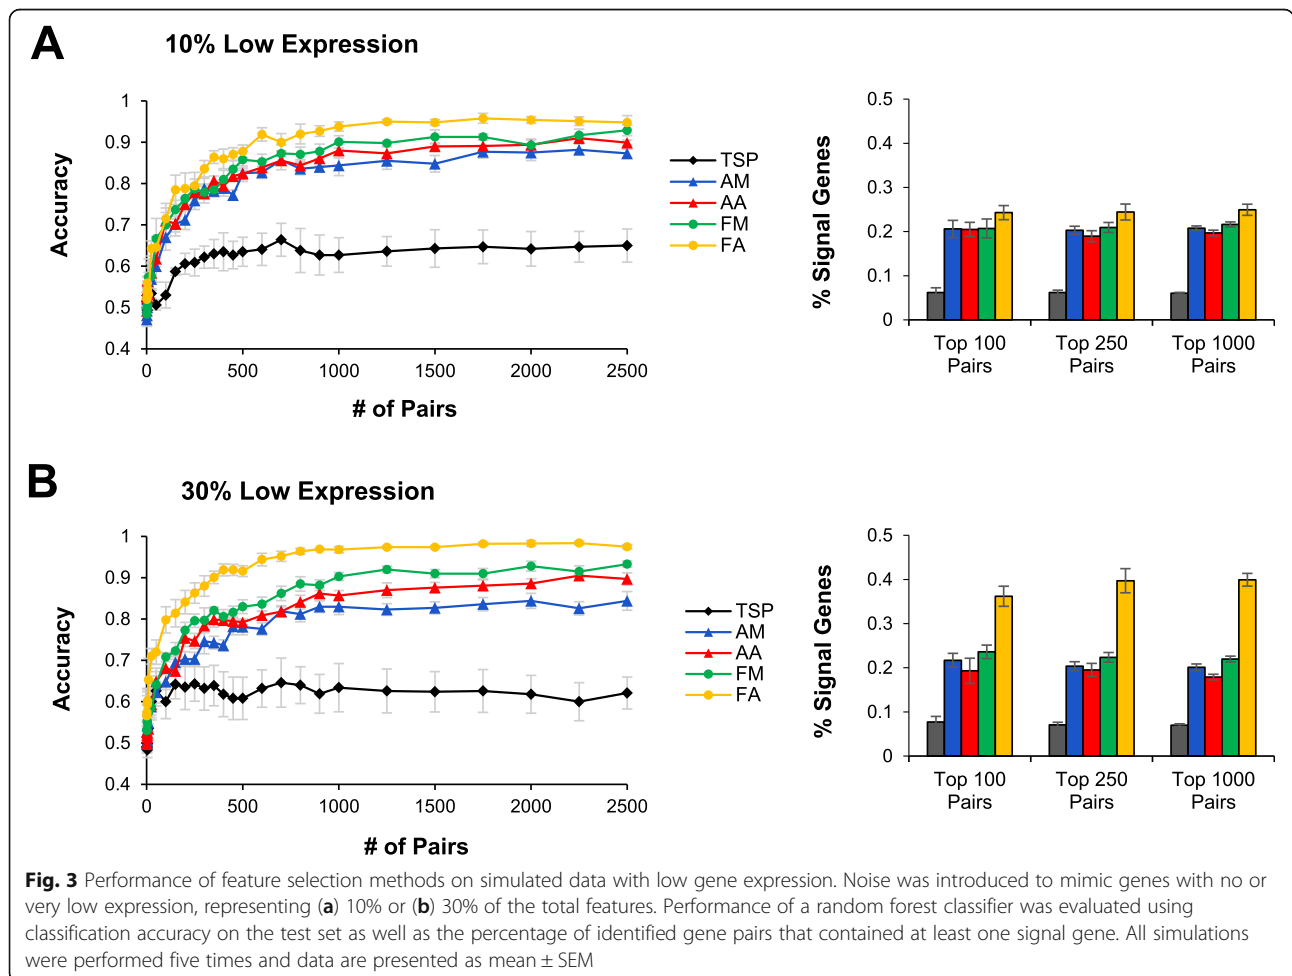 A
10% Low Expression
Accuracy
1
0.9
0.8
0.7
0.6
0.5
0.4
0
500
1000
1500
2000
2500
# of Pairs
TSP
AM
AA
FM
FA
% Signal Genes
0.5
0.4
0.3
0.2
0.1
0
Top 100
Pairs
Top 250
Pairs
Top 1000
Pairs
B
30% Low Expression
Accuracy
1
0.9
0.8
0.7
0.6
0.5
0.4
0
500
1000
1500
2000
2500
# of Pairs
TSP
AM
AA
FM
FA
% Signal Genes
0.5
0.4
0.3
0.2
0.1
0
Top 100
Pairs
Top 250
Pairs
Top 1000
Pairs
Fig. 3 Performance of feature selection methods on simulated data with low gene expression. Noise was introduced to mimic genes with no or
very low expression, representing (a) 10% or (b) 30% of the total features. Performance of a random forest classifier was evaluated using
classification accuracy on the test set as well as the percentage of identified gene pairs that contained at least one signal gene. All simulations
were performed five times and data are presented as mean ± SEM